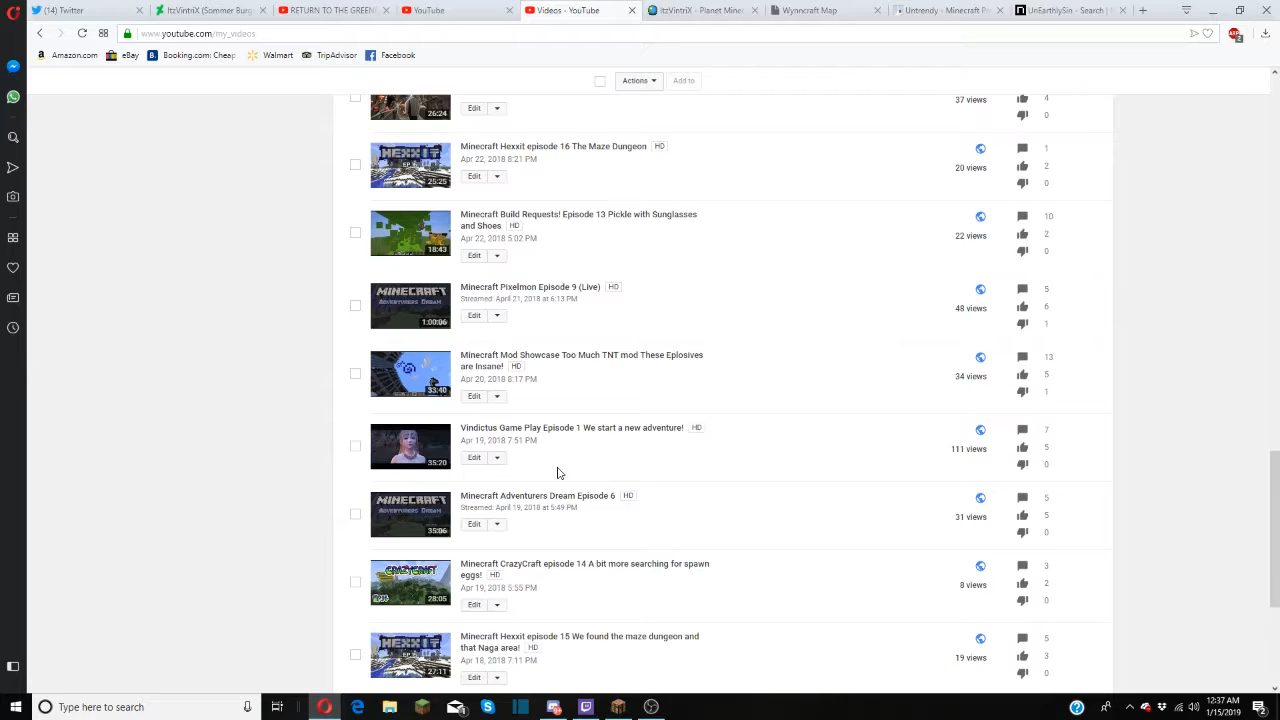 (14) Twitter
ItzVintriX (Sommer Burg
RETURN TO THE GREEN
YouTube
Videos - YouTube
ItzVintriX - Planet Mine
Wynncraft Map
Untrendy - Minecraft Pe
UnEarthlySin - Search
www.youtube.com/my_videos
2
Amazon.com
eBay
Booking.com: Cheap
Walmart
TripAdvisor
Facebook
Actions
Add to
26:24
Edit
37 views
4
0
HEXXIT
25:25
Minecraft Hexxit episode 16 The Maze Dungeon HD
Apr 22, 2018 8:21 PM
Edit
20 views
1
2
0
18:43
Minecraft Build Requests! Episode 13 Pickle with Sunglasses
and Shoes HD
Apr 22, 2018 5:02 PM
Edit
22 views
10
2
0
MINECRAFT
ADVENTURERS DREAM
1:00:06
Minecraft Pixelmon Episode 9 (Live) HD
Streamed: April 21, 2018 at 6:13 PM
Edit
48 views
5
6
1
33:40
Minecraft Mod Showcase Too Much TNT mod These Eplosives
are Insane! HD
Apr 20, 2018 8:17 PM
Edit
34 views
13
5
1
35:20
Vindictus Game Play Episode 1 We start a new adventure! HD
Apr 19, 2018 7:51 PM
Edit
111 views
7
5
0
MINECRAFT
ADVENTURERS DREAM
35:06
Minecraft Adventurers Dream Episode 6 HD
Streamed: April 19, 2018 at 5:49 PM
Edit
31 views
5
5
0
CRAZYCRAFT
28:05
Minecraft CrazyCraft episode 14 A bit more searching for spawn
eggs! HD
Apr 19, 2018 5:55 PM
Edit
8 views
3
2
0
HEXXIT
27:11
Minecraft Hexxit episode 15 We found the maze dungeon and
that Naga area! HD
Apr 18, 2018 7:11 PM
Edit
19 views
5
3
0
Type here to search
12:37 AM
1/15/2019